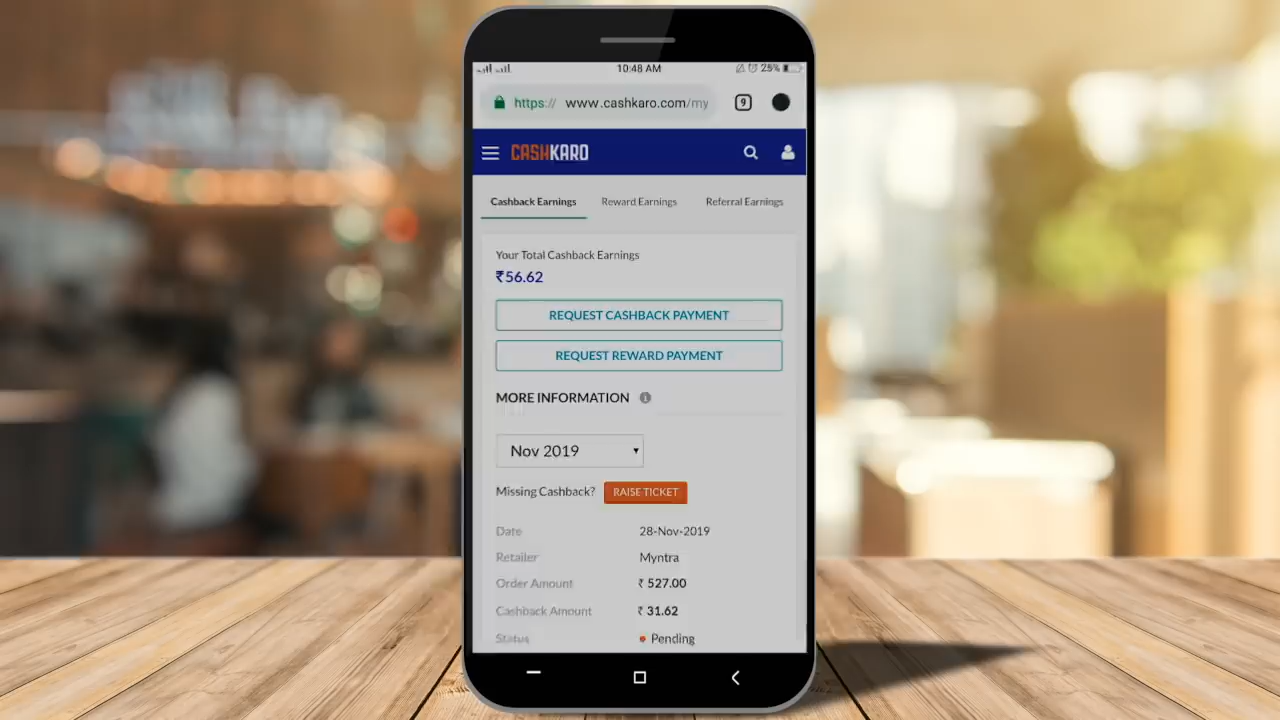 10:48 AM 25%
https:// www.cashkaro.com/my 9
CASHKARO
Cashback Earnings Reward Earnings Referral Earnings
Your Total Cashback Earnings
₹56.62
REQUEST CASHBACK PAYMENT
REQUEST REWARD PAYMENT
MORE INFORMATION
Nov 2019
Missing Cashback? RAISE TICKET
Date 28-Nov-2019
Retailer Myntra
Order Amount ₹ 527.00
Cashback Amount ₹ 31.62
Status Pending